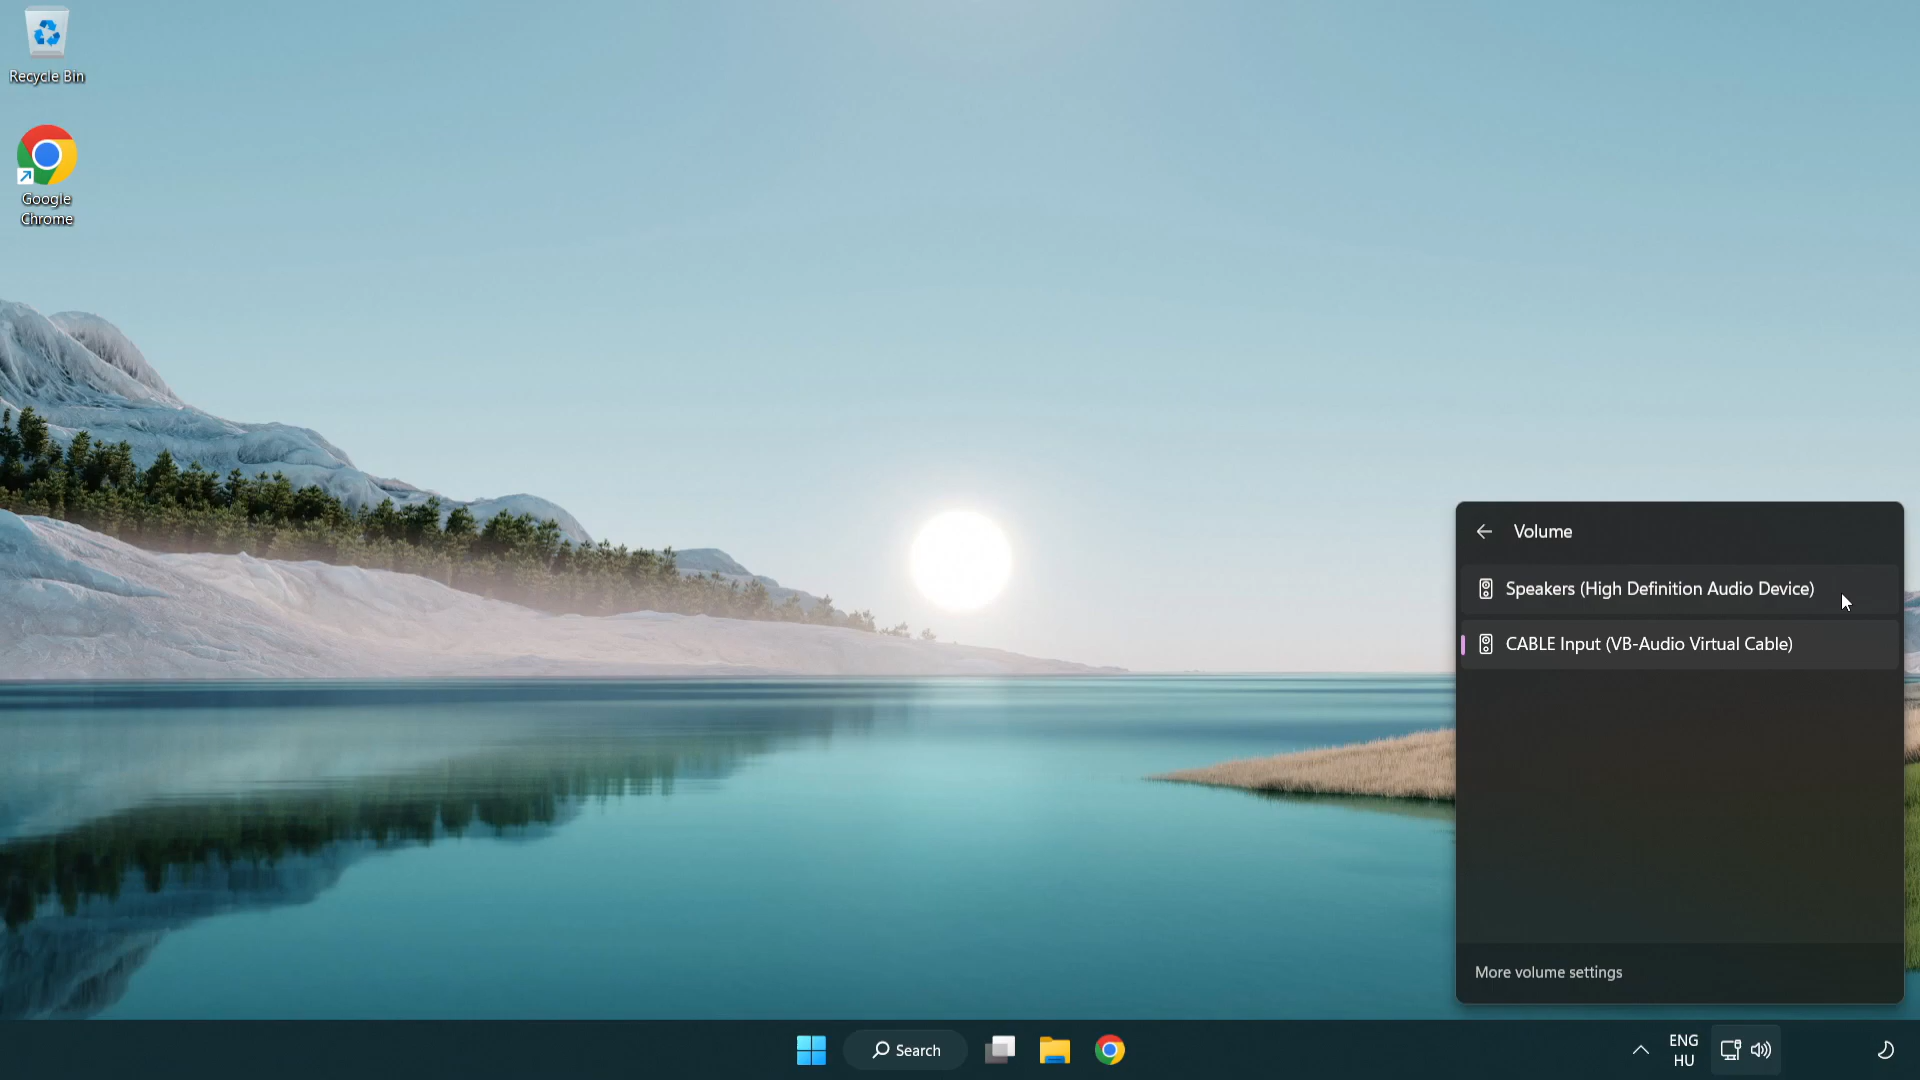 Recycle Bin
Google
Chrome
Volume
Speakers (High Definition Audio Device)
CABLE Input (VB-Audio Virtual Cable)
More volume settings
Search
ENG
HU